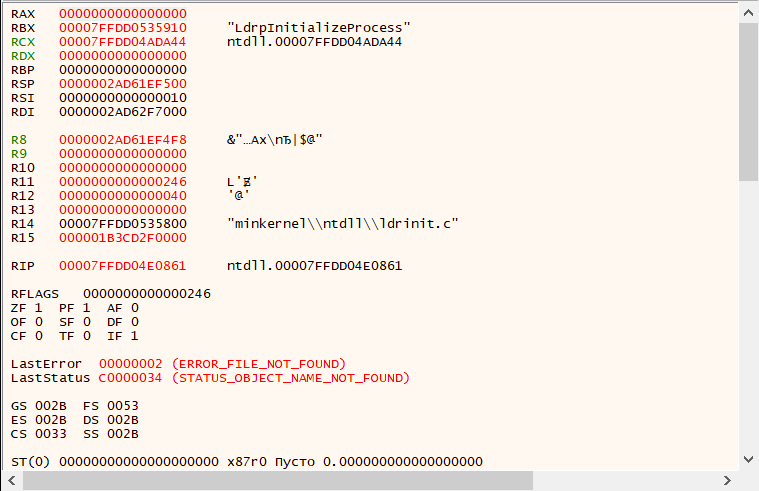 RAX 0000000000000000
RBX 00007FFDD0535910 "LdrpInitializeProcess"
RCX 00007FFDD04ADA44 ntdll.00007FFDD04ADA44
RDX 0000000000000000
RBP 0000000000000000
RSP 0000002AD61EF500
RSI 0000000000000010
RDI 0000002AD62F7000
R8 0000002AD61EF4F8 &"…Ах\nЂ|$@"
R9 0000000000000000
R10 0000000000000000
R11 0000000000000246 L'Ɇ'
R12 0000000000000040 '@'
R13 0000000000000000
R14 00007FFDD0535800 "minkernel\\ntdll\\ldrinit.c"
R15 000001B3CD2F0000
RIP 00007FFDD04E0861 ntdll.00007FFDD04E0861
RFLAGS 0000000000000246
ZF 1 PF 1 AF 0
OF 0 SF 0 DF 0
CF 0 TF 0 IF 1
LastError 00000002 (ERROR_FILE_NOT_FOUND)
LastStatus C0000034 (STATUS_OBJECT_NAME_NOT_FOUND)
GS 002B FS 0053
ES 002B DS 002B
CS 0033 SS 002B
ST(0) 00000000000000000000 x87r0 Пусто 0.000000000000000000